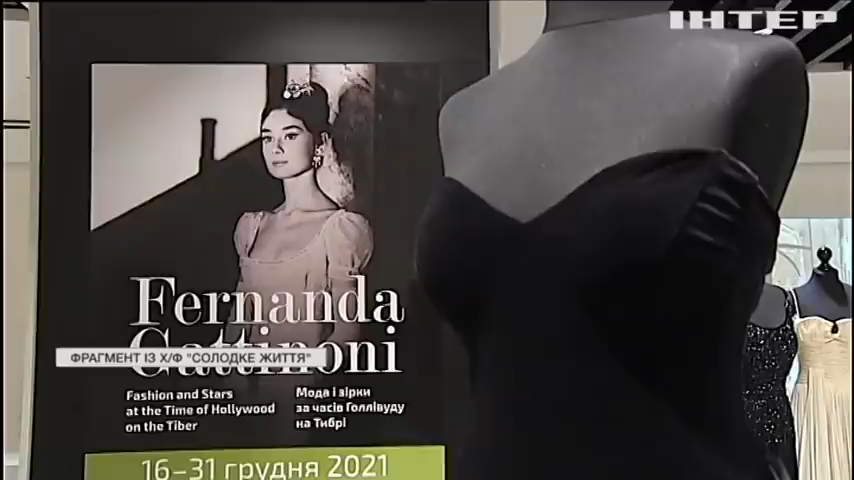 ІНТЕР
Fernanda
Gattinoni
ФРАГМЕНТ ІЗ Х/Ф "СОЛОДКЕ ЖИТТЯ"
Fashion and Stars
at the Time of Hollywood
on the Tiber
Мода і зірки
за часів Голлівуду
на Тибрі
16–31 грудня 2021